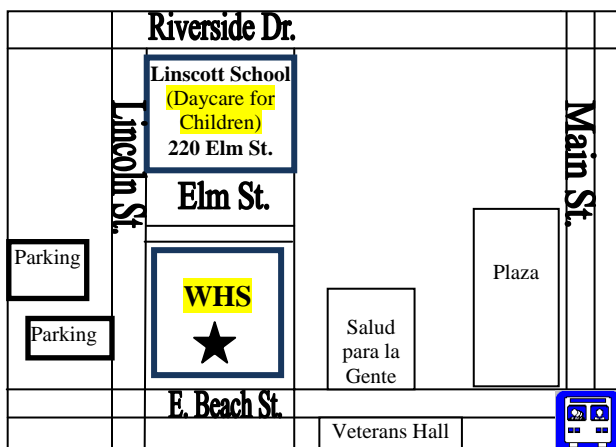 Riverside Dr.
Linscott School
(Daycare for
Children)
220 Elm St.
Lincoln St.
Main St.
Elm St.
Parking
Parking
WHS
Plaza
Salud
para la
Gente
E. Beach St.
Veterans Hall